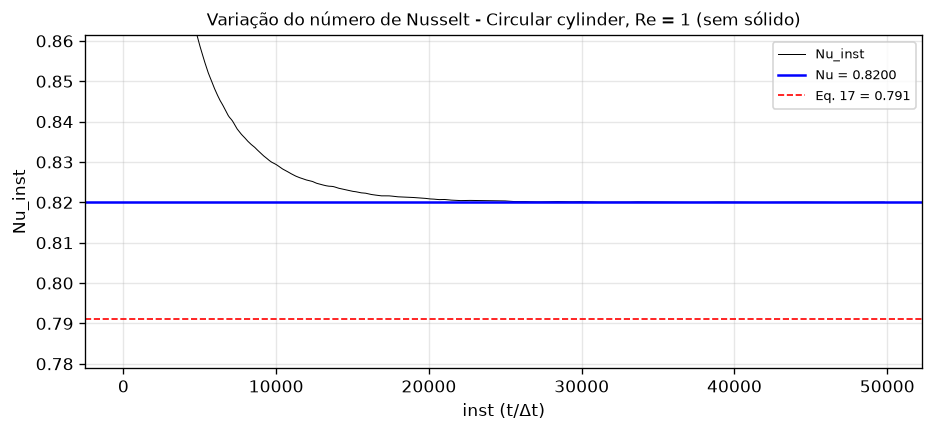 Variação do número de Nusselt - Circular cylinder, Re = 1 (sem sólido)
Nu_inst
Nu = 0.8200
Eq. 17 = 0.791
Nu_inst
0.86
0.85
0.84
0.83
0.82
0.81
0.80
0.79
0.78
0
10000
20000
30000
40000
50000
inst (t/Δt)